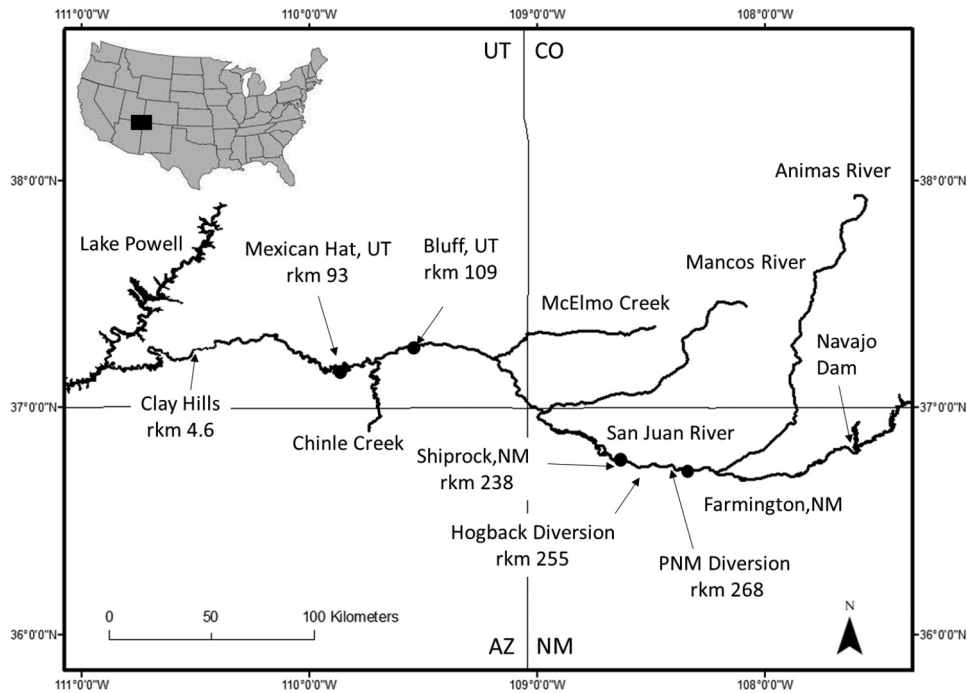 111°0'0"W
110°0'0"W
109°0'0"W
108°0'0"W
UT
CO
38°0'0"N
38°0'0"N
Animas River
Lake Powell
Mexican Hat, UT
rkm 93
Bluff, UT
rkm 109
Mancos River
McElmo Creek
Navajo
Dam
37°0'0"N
37°0'0"N
Clay Hills
rkm 4.6
Chinle Creek
San Juan River
Shiprock,NM
rkm 238
Farmington,NM
Hogback Diversion
rkm 255
PNM Diversion
rkm 268
0
50
100 Kilometers
N
36°0'0"N
36°0'0"N
AZ
NM
111°0'0"W
110°0'0"W
109°0'0"W
108°0'0"W